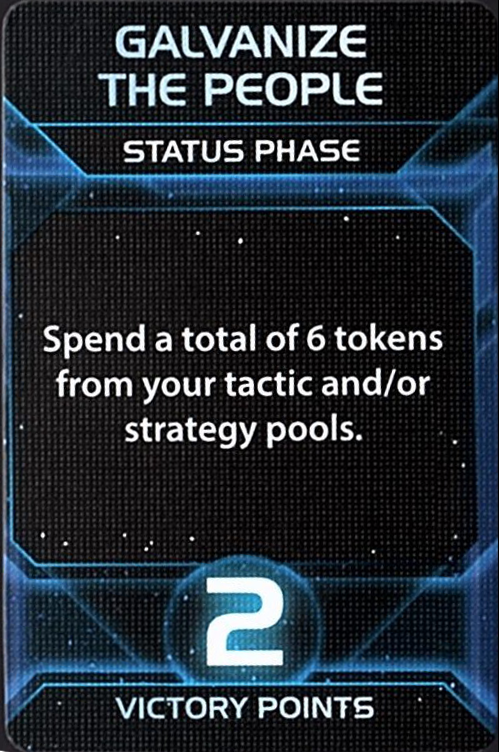 GALVANIZE
THE PEOPLE
STATUS PHASE
Spend a total of 6 tokens
from your tactic and/or
strategy pools.
2
VICTORY POINTS